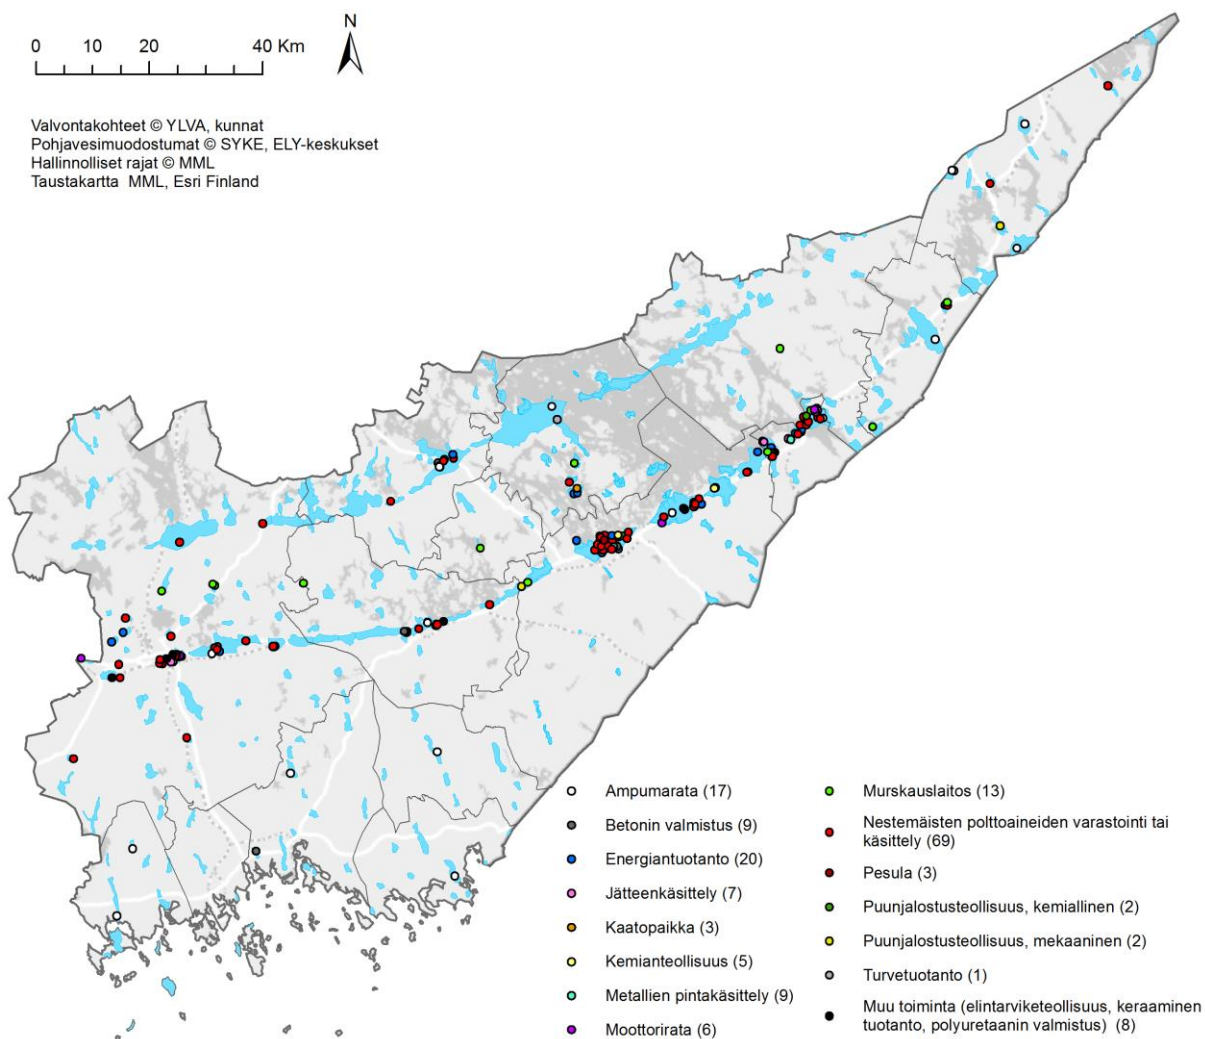 N
0 10 20 40 Km
Valvontakohteet © YLVA, kunnat
Pohjavesimuodostumat © SYKE, ELY-keskukset
Hallinnolliset rajat © MML
Taustakartta MML, Esri Finland
Ampumarata (17)
Betonin valmistus (9)
Energiantuotanto (20)
Jätteenkäsittely (7)
Kaatopaikka (3)
Kemianteollisuus (5)
Metallien pintakäsittely (9)
Moottorirata (6)
Murskauslaitos (13)
Nestemäisten polttoaineiden varastointi tai
käsittely (69)
Pesula (3)
Puunjalostusteollisuus, kemiallinen (2)
Puunjalostusteollisuus, mekaaninen (2)
Turvetuotanto (1)
Muu toiminta (elintarviketeollisuus, keraaminen
tuotanto, polyuretaanin valmistus) (8)